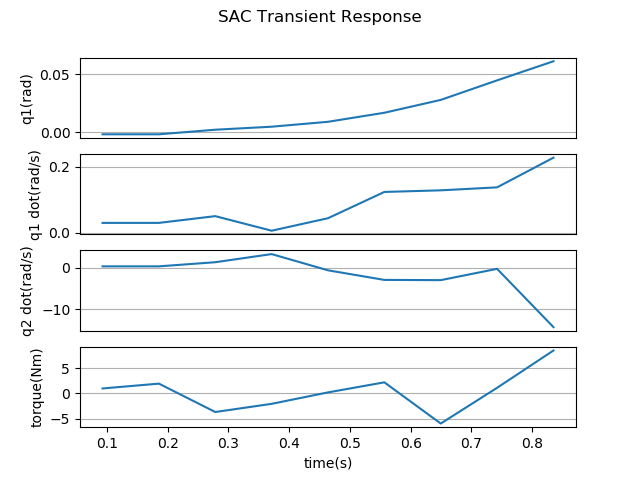 SAC Transient Response
q1(rad)
0.05
0.00
q1 dot(rad/s)
0.2
0.0
q2 dot(rad/s)
0
−10
torque(Nm)
5
0
−5
0.1 0.2 0.3 0.4 0.5 0.6 0.7 0.8
time(s)